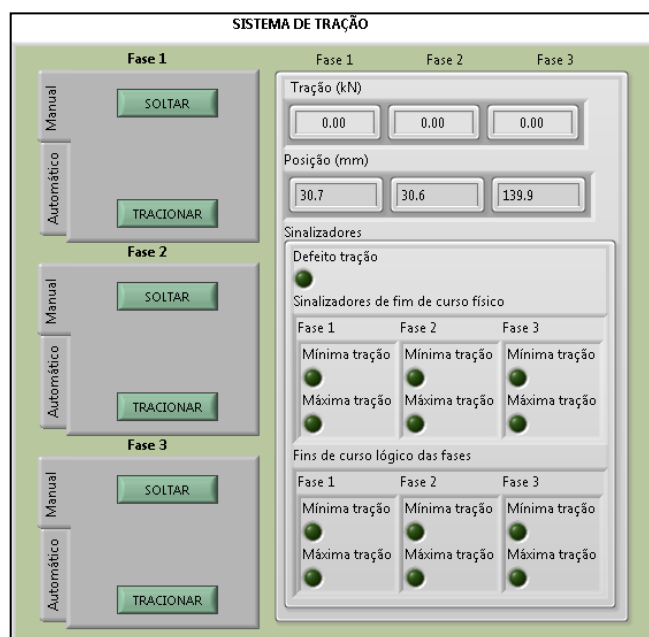 SISTEMA DE TRAÇÃO
Fase 1
Manual
Automático
SOLTAR
TRACIONAR
Fase 2
Manual
Automático
SOLTAR
TRACIONAR
Fase 3
Manual
Automático
SOLTAR
TRACIONAR
Fase 1 Fase 2 Fase 3
Tração (kN)
0.00 0.00 0.00
Posição (mm)
30.7 30.6 139.9
Sinalizadores
Defeito tração
Sinalizadores de fim de curso físico
Fase 1 Fase 2 Fase 3
Mínima tração Mínima tração Mínima tração
Máxima tração Máxima tração Máxima tração
Fins de curso lógico das fases
Fase 1 Fase 2 Fase 3
Mínima tração Mínima tração Mínima tração
Máxima tração Máxima tração Máxima tração